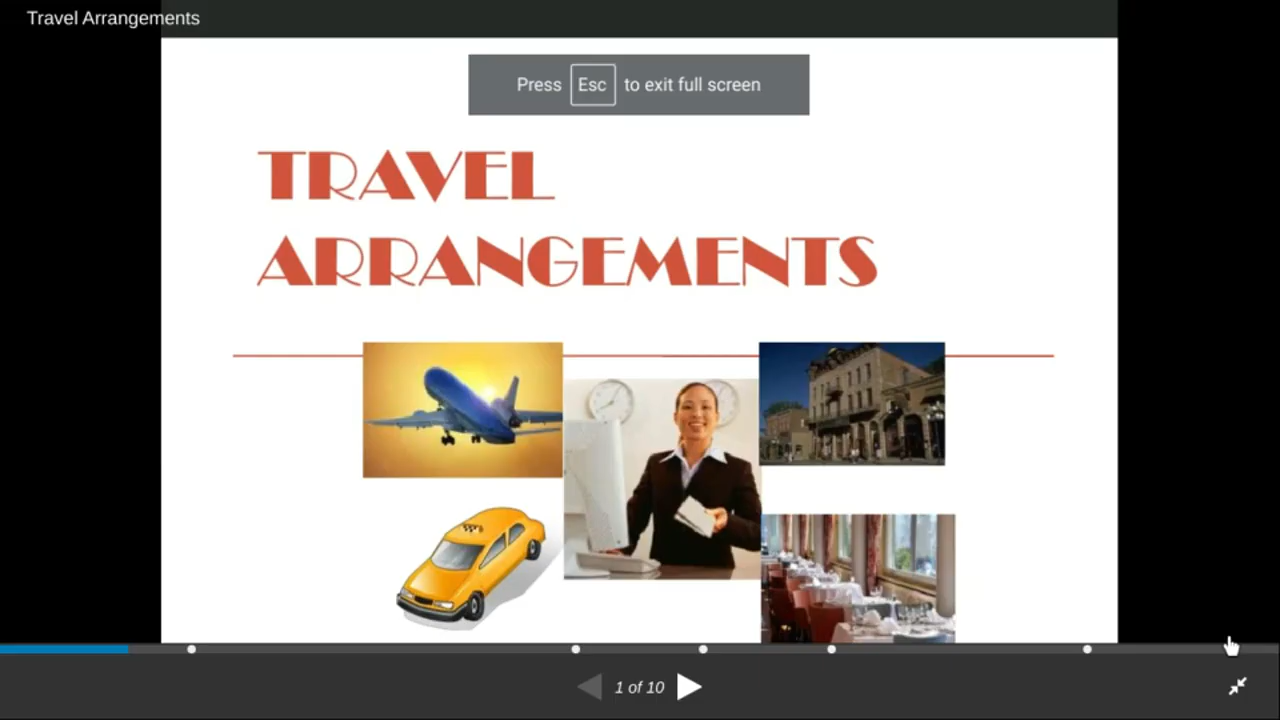 Travel Arrangements
Press Esc to exit full screen
TRAVEL
ARRANGEMENTS
1 of 10